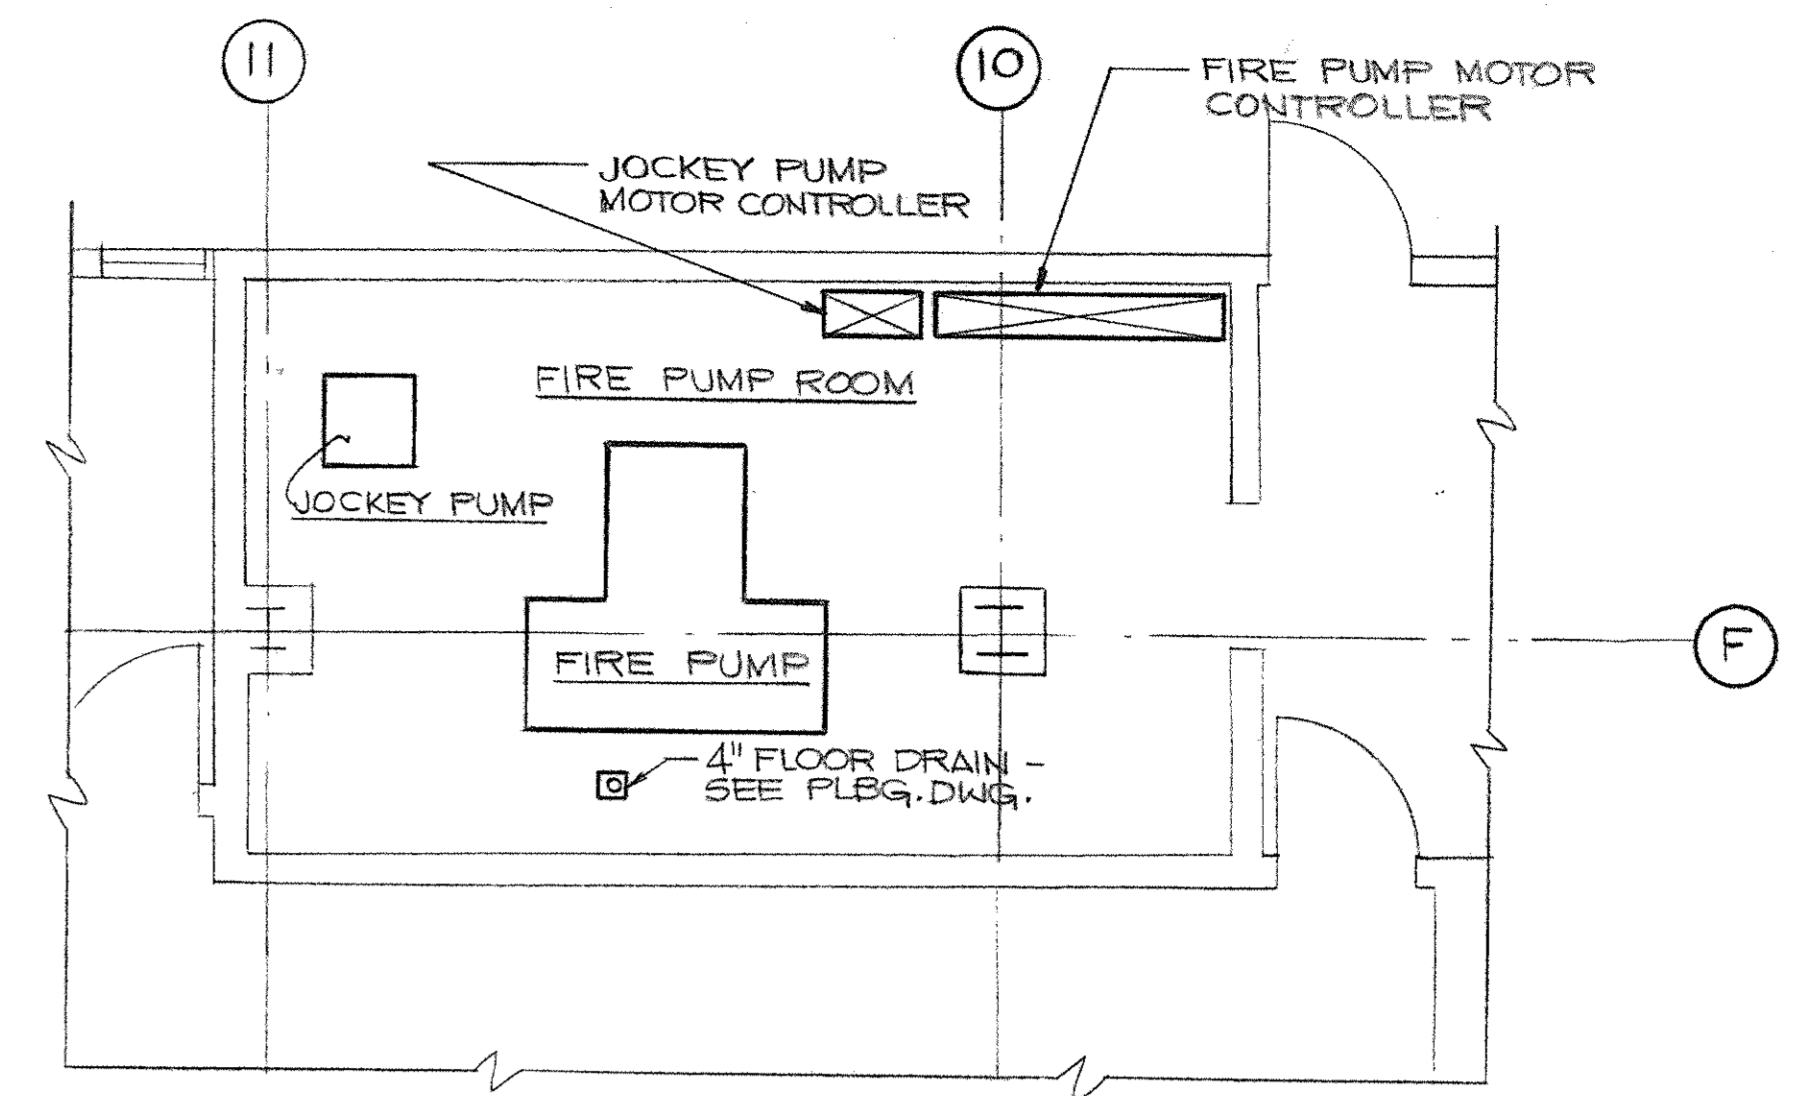 11
10
FIRE PUMP MOTOR
CONTROLLER
JOCKEY PUMP
MOTOR CONTROLLER
FIRE PUMP ROOM
JOCKEY PUMP
F
FIRE PUMP
4" FLOOR DRAIN -
SEE PLBG. DWG.